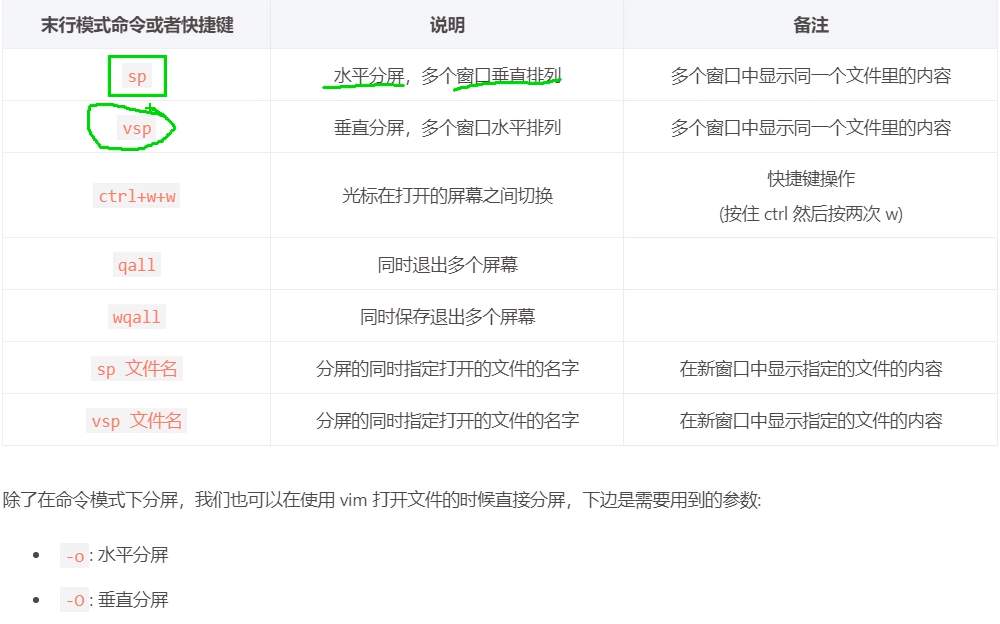 末行模式命令或者快捷键 说明 备注
sp 水平分屏，多个窗口垂直排列 多个窗口中显示同一个文件里的内容
vsp 垂直分屏，多个窗口水平排列 多个窗口中显示同一个文件里的内容
ctrl+w+w 光标在打开的屏幕之间切换 快捷键操作
(按住 ctrl 然后按两次 w)
qall 同时退出多个屏幕
wqall 同时保存退出多个屏幕
sp 文件名 分屏的同时指定打开的文件的名字 在新窗口中显示指定的文件的内容
vsp 文件名 分屏的同时指定打开的文件的名字 在新窗口中显示指定的文件的内容
除了在命令模式下分屏，我们也可以在使用 vim 打开文件的时候直接分屏，下边是需要用到的参数:
-o: 水平分屏
-O: 垂直分屏